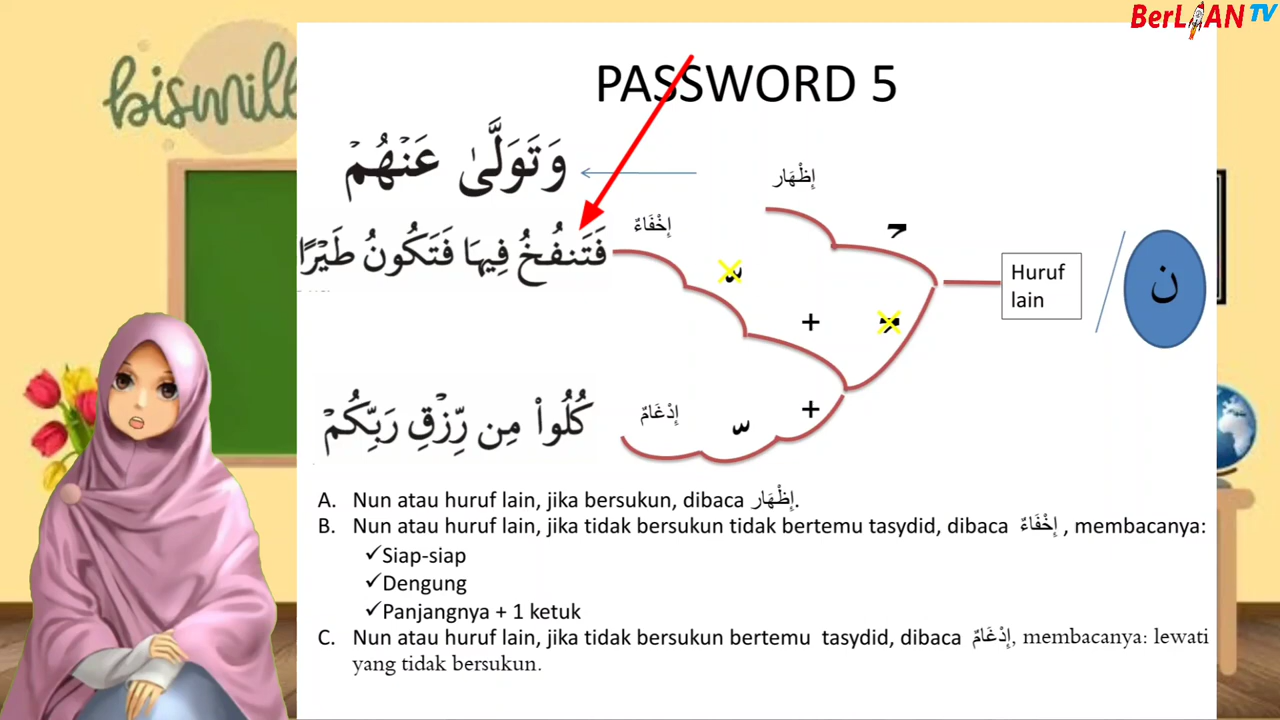 BerLIAN TV
bismill
PASSWORD 5
وَتَوَلَّىٰ عَنْهُمْ
إِظْهَار
إِخْفَاءٌ
فَتَنفُخُ فِيهَا فَتَكُونُ طَيْرًا
Huruf
lain
ن
+
+
إِدْغَامٌ
كُلُوا۟ مِن رِّزْقِ رَبِّكُمْ
A. Nun atau huruf lain, jika bersukun, dibaca إِظْهَار.
B. Nun atau huruf lain, jika tidak bersukun tidak bertemu tasydid, dibaca إِخْفَاءٌ , membacanya:
✓Siap-siap
✓Dengung
✓Panjangnya + 1 ketuk
C. Nun atau huruf lain, jika tidak bersukun bertemu tasydid, dibaca إِدْغَامٌ, membacanya: lewati
yang tidak bersukun.